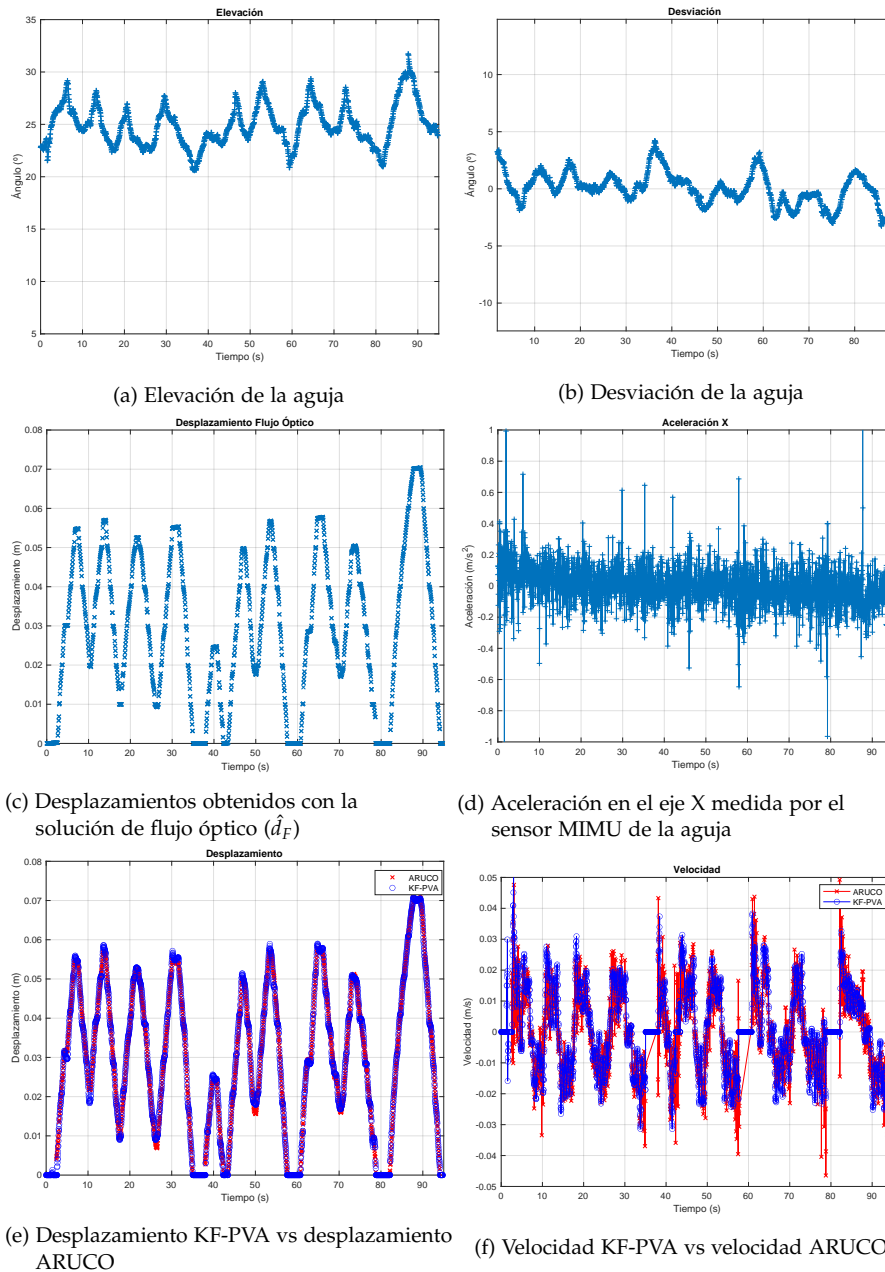 Elevación
35
30
25
20
15
10
5
Ángulo (º)
0 10 20 30 40 50 60 70 80 90
Tiempo (s)
(a) Elevación de la aguja
Desviación
10
5
0
-5
-10
Ángulo (º)
10 20 30 40 50 60 70 80
Tiempo (s)
(b) Desviación de la aguja
Desplazamiento Flujo Óptico
0.08
0.07
0.06
0.05
0.04
0.03
0.02
0.01
0
Desplazamiento (m)
0 10 20 30 40 50 60 70 80 90
Tiempo (s)
(c) Desplazamientos obtenidos con la
solución de flujo óptico (d̂F)
Aceleración X
1
0.8
0.6
0.4
0.2
0
-0.2
-0.4
-0.6
-0.8
-1
Aceleración (m/s²)
0 10 20 30 40 50 60 70 80 90
Tiempo (s)
(d) Aceleración en el eje X medida por el
sensor MIMU de la aguja
Desplazamiento
0.08
0.07
0.06
0.05
0.04
0.03
0.02
0.01
0
Desplazamiento (m)
ARUCO
KF-PVA
0 10 20 30 40 50 60 70 80 90
Tiempo (s)
(e) Desplazamiento KF-PVA vs desplazamiento
ARUCO
Velocidad
0.05
0.04
0.03
0.02
0.01
0
-0.01
-0.02
-0.03
-0.04
-0.05
Velocidad (m/s)
ARUCO
KF-PVA
0 10 20 30 40 50 60 70 80 90
Tiempo (s)
(f) Velocidad KF-PVA vs velocidad ARUCO